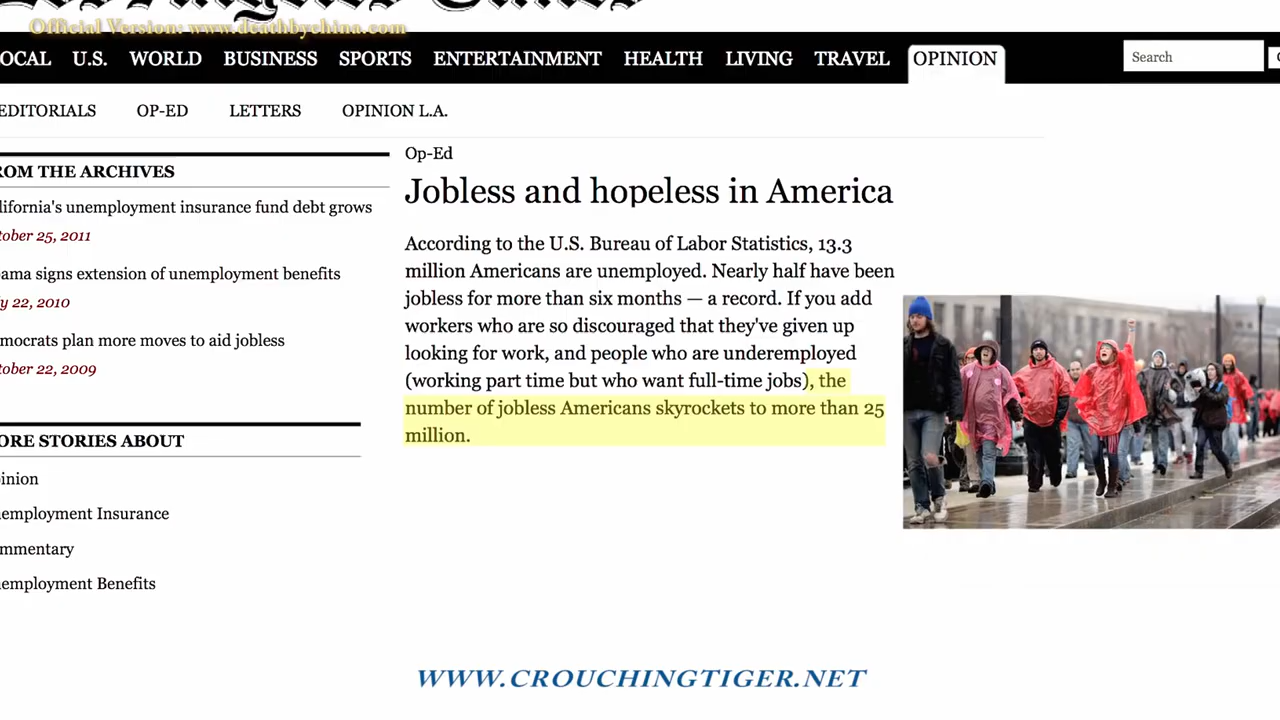 Los Angeles Times
Official Version: www.deathbychina.com
OCAL U.S. WORLD BUSINESS SPORTS ENTERTAINMENT HEALTH LIVING TRAVEL OPINION Search
EDITORIALS OP-ED LETTERS OPINION L.A.
ROM THE ARCHIVES
lifornia's unemployment insurance fund debt grows
tober 25, 2011
ama signs extension of unemployment benefits
y 22, 2010
mocrats plan more moves to aid jobless
tober 22, 2009
ORE STORIES ABOUT
inion
employment Insurance
mmentary
employment Benefits
Op-Ed
Jobless and hopeless in America
According to the U.S. Bureau of Labor Statistics, 13.3
million Americans are unemployed. Nearly half have been
jobless for more than six months — a record. If you add
workers who are so discouraged that they've given up
looking for work, and people who are underemployed
(working part time but who want full-time jobs), the
number of jobless Americans skyrockets to more than 25
million.
WWW.CROUCHINGTIGER.NET